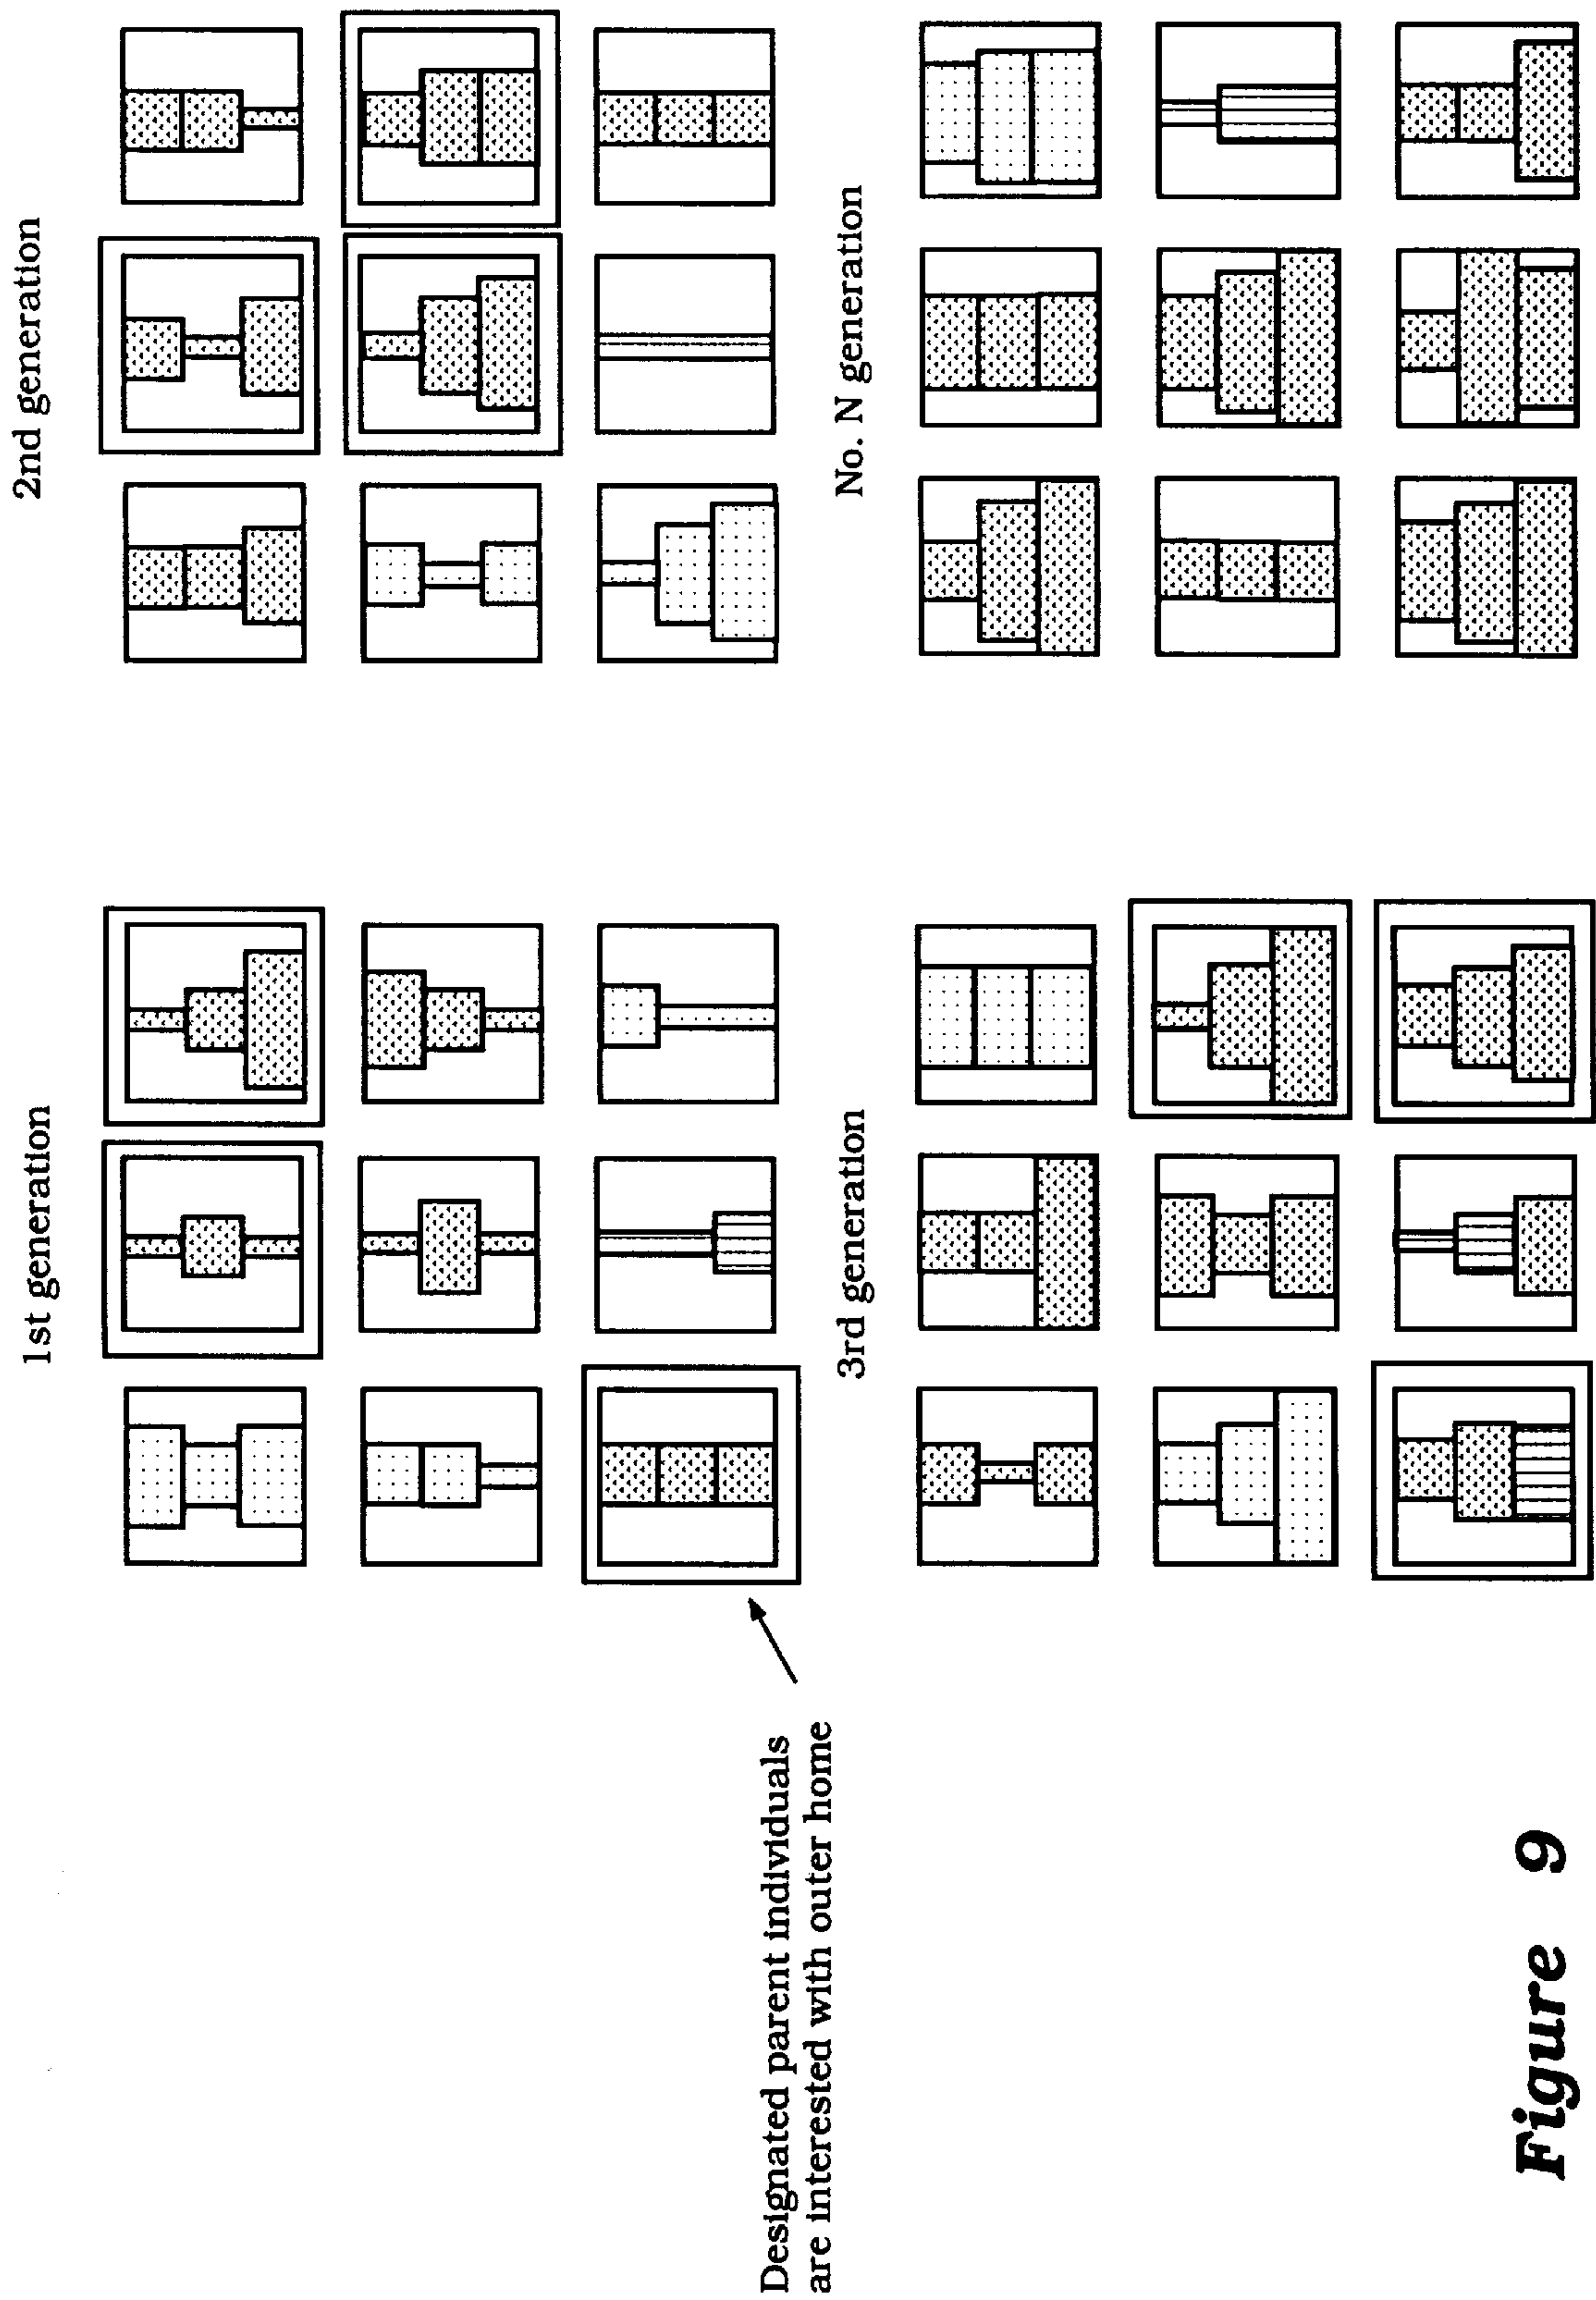 1st generation
2nd generation
Designated parent individuals
are interested with outer home
3rd generation
No. N generation
Figure 9